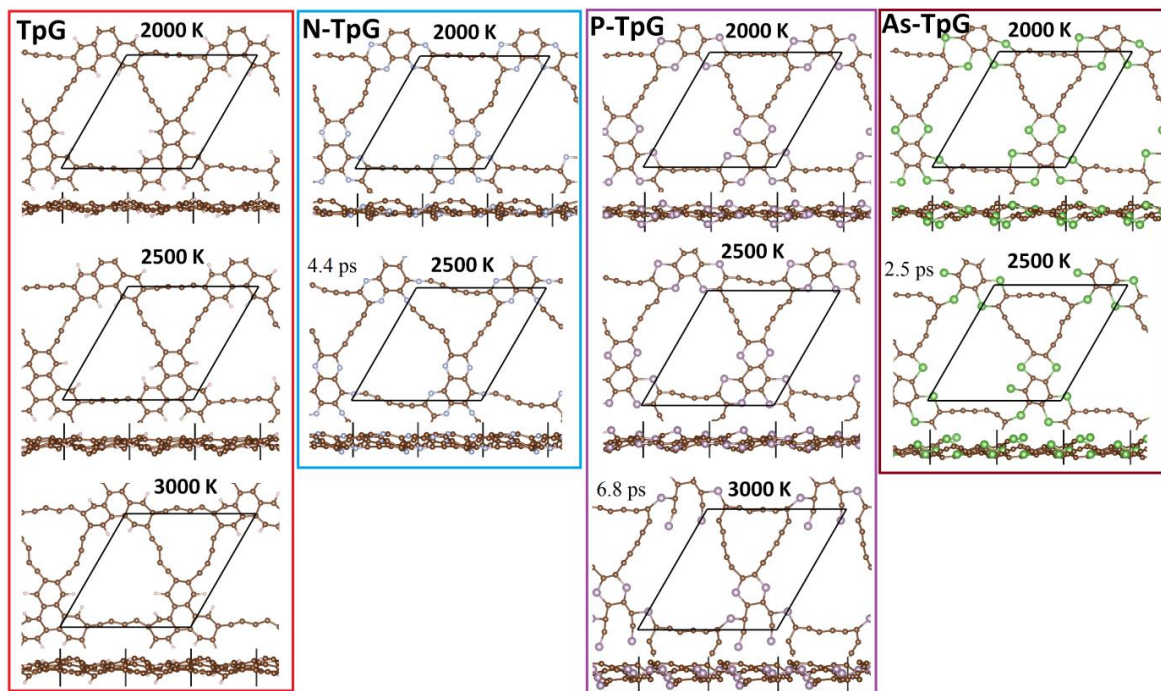 TpG
2000 K
2500 K
3000 K
N-TpG
2000 K
4.4 ps
2500 K
P-TpG
2000 K
2500 K
6.8 ps
3000 K
As-TpG
2000 K
2.5 ps
2500 K